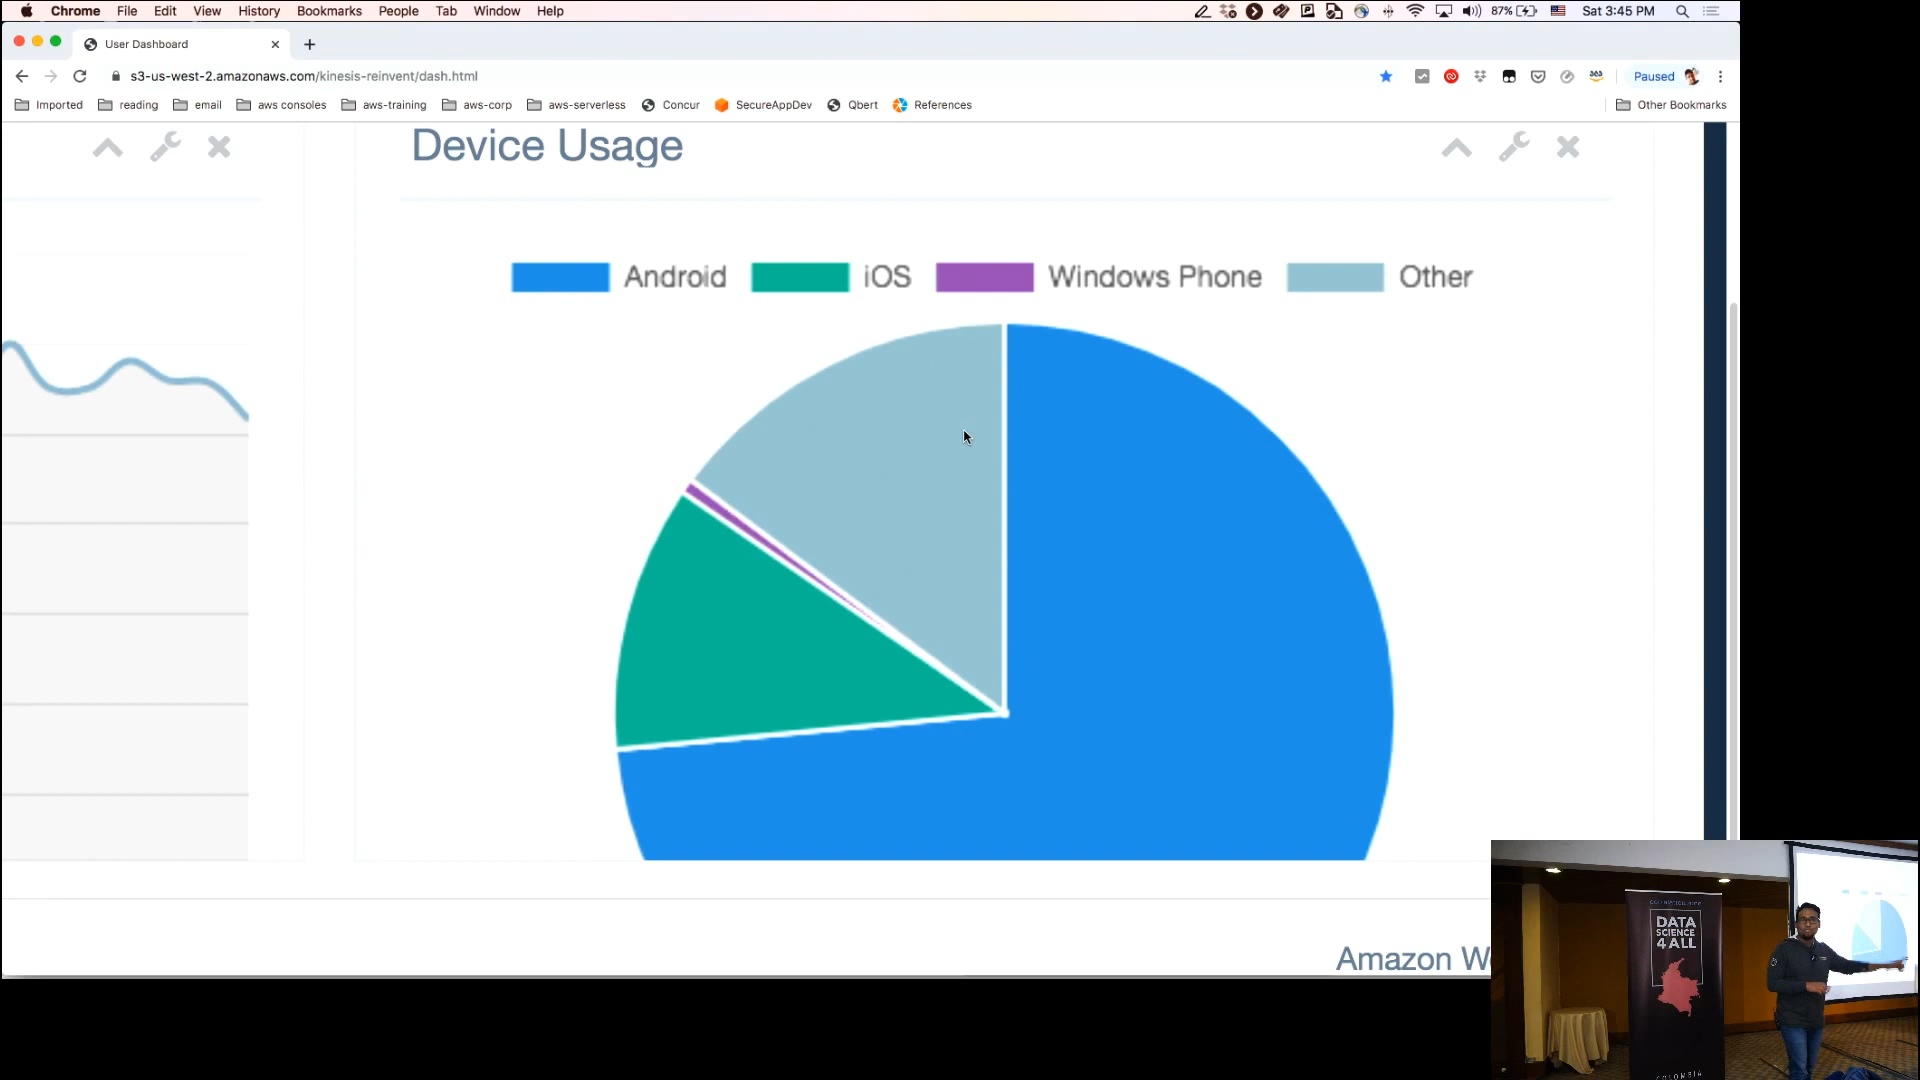 Chrome File Edit View History Bookmarks People Tab Window Help 87% Sat 3:45 PM
User Dashboard
s3-us-west-2.amazonaws.com/kinesis-reinvent/dash.html Paused
Imported reading email aws consoles aws-training aws-corp aws-serverless Concur SecureAppDev Qbert References Other Bookmarks
Device Usage
Android iOS Windows Phone Other
Amazon W
DATA
SCIENCE
4 ALL
COLOMBIA